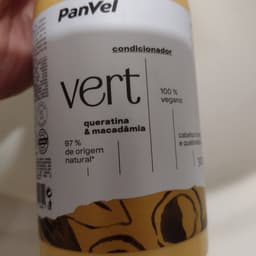 PanVel
condicionador
vert
100 %
vegano
queratina
& macadâmia
97 %
de origem
natural*